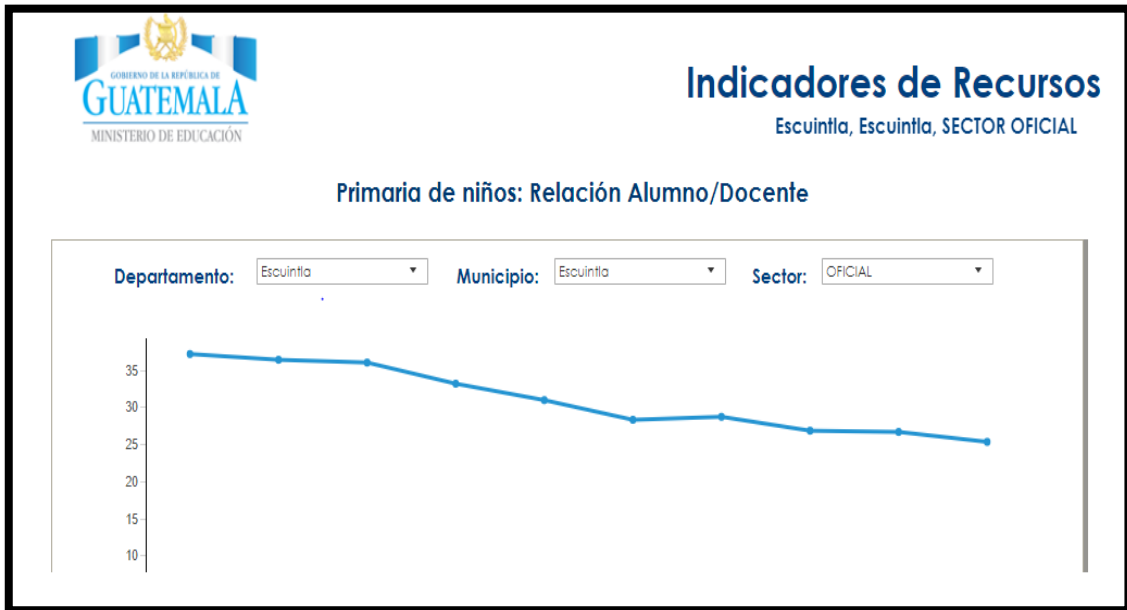 GOBIERNO DE LA REPÚBLICA DE
GUATEMALA
MINISTERIO DE EDUCACIÓN
Indicadores de Recursos
Escuintla, Escuintla, SECTOR OFICIAL
Primaria de niños: Relación Alumno/Docente
Departamento: Escuintla Municipio: Escuintla Sector: OFICIAL
35
30
25
20
15
10